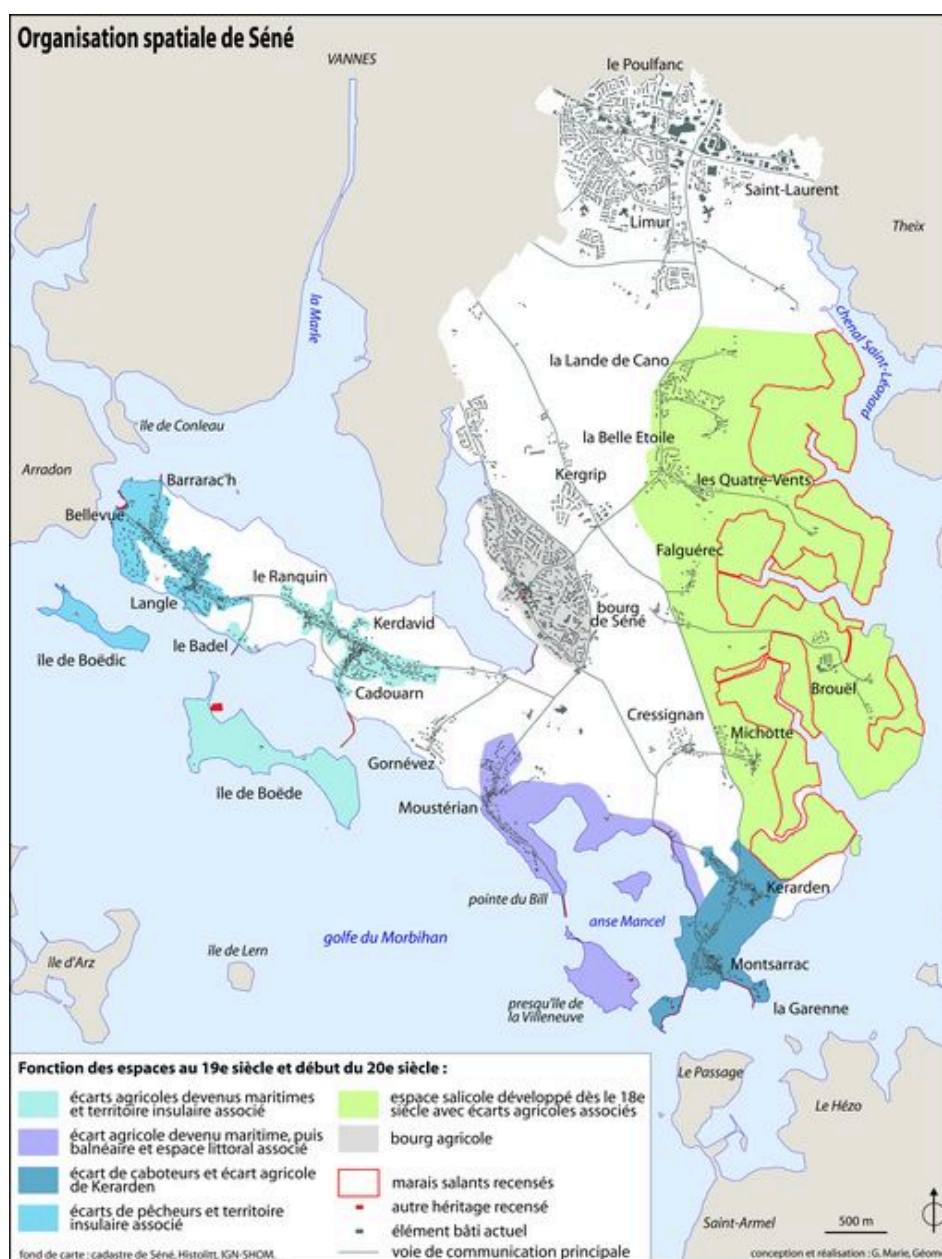 Organisation spatiale de Séné
VANNES
le Poulfanc
Saint-Laurent
Limur
Theix
la Marle
chenal Saint-Léonard
la Lande de Cano
île de Conleau
la Belle Etoile
Arradon
Barrarac'h
Kergrip
les Quatre-Vents
Bellevue
Falguérec
le Ranquin
Langle
bourg
de Séné
Kerdavid
le Badel
île de Boëdic
Brouël
Cadouarn
Cressignan
Michotte
Gornévez
île de Boëde
Moustérian
Kerarden
pointe du Bill
anse Mancel
golfe du Morbihan
île de Lern
île d'Arz
Montsarrac
presqu'île de
la Villeneuve
la Garenne
Fonction des espaces au 19e siècle et début du 20e siècle :
écarts agricoles devenus maritimes
et territoire insulaire associé
écart agricole devenu maritime, puis
balnéaire et espace littoral associé
écart de caboteurs et écart agricole
de Kerarden
écarts de pêcheurs et territoire
insulaire associé
espace salicole développé dès le 18e
siècle avec écarts agricoles associés
bourg agricole
marais salants recensés
autre héritage recensé
élément bâti actuel
voie de communication principale
Le Passage
Le Hézo
Saint-Armel
500 m
fond de carte : cadastre de Séné, Histolitt, IGN-SHOM.
conception et réalisation : G. Marie, Géomer